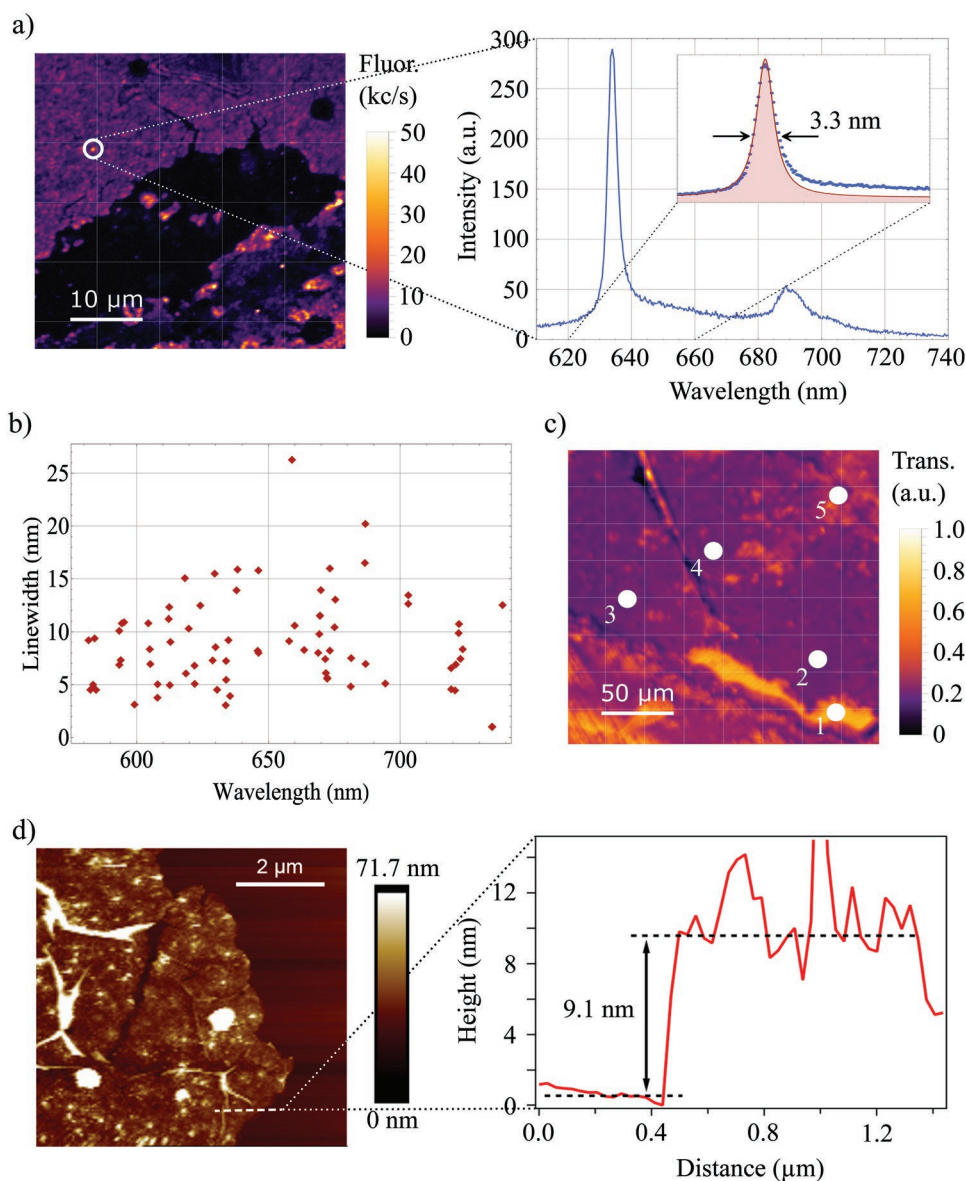 a)
Fluor.
(kc/s)
50
40
30
20
10
0
10 µm
300
250
200
150
100
50
0
Intensity (a.u.)
3.3 nm
620 640 660 680 700 720 740
Wavelength (nm)
b)
25
20
15
10
5
0
Linewidth (nm)
600 650 700
Wavelength (nm)
c)
Trans.
(a.u.)
1.0
0.8
0.6
0.4
0.2
0
5
4
3
2
1
50 µm
d)
2 µm
71.7 nm
0 nm
12
8
4
0
Height (nm)
9.1 nm
0.0 0.4 0.8 1.2
Distance (µm)